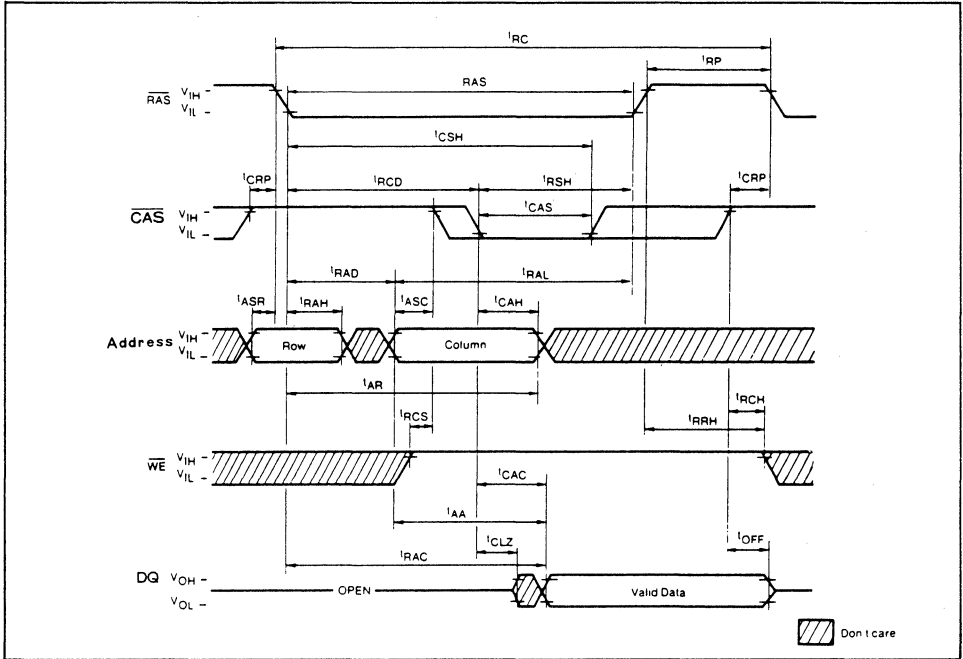 tRC
tRP
RAS
RAS VIH
VIL
tCSH
tCRP
tRCD
tRSH
tCRP
CAS VIH
VIL
tCAS
tRAD
tRAL
tASR
tRAH
tASC
tCAH
Address VIH
VIL
Row
Column
tAR
tRCS
tRCH
tRRH
WE VIH
VIL
tCAC
tAA
tCLZ
tOFF
tRAC
DQ VOH
VOL
OPEN
Valid Data
Don t care